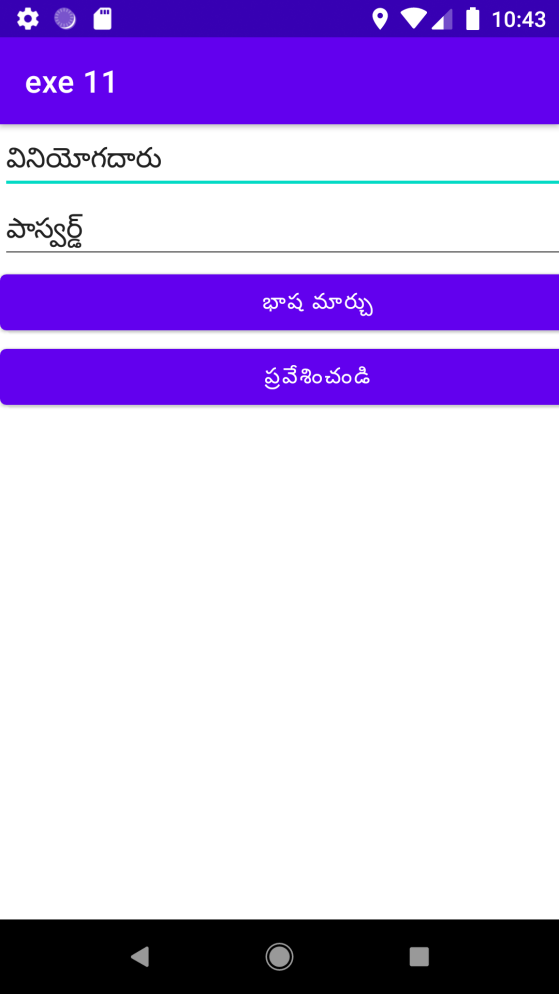 10:43
exe 11
వినియోగదారు
పాస్వర్డ్
భాష మార్చు
ప్రవేశించండి